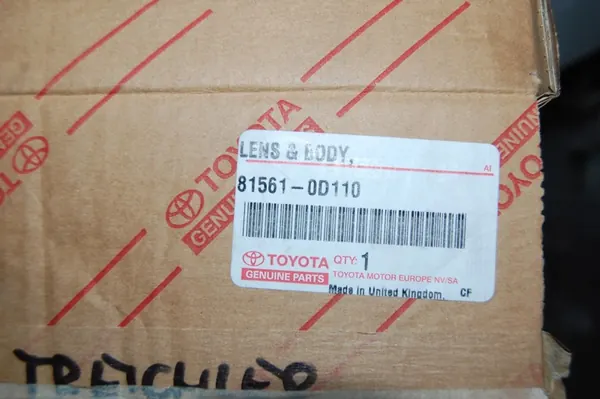 TOYOTA
GENUINE
LENS & BODY,
AI
81561-0D110
TOYOTA QTY: 1
GENUINE PARTS TOYOTA MOTOR EUROPE NV/SA
Made in United Kingdom. CF